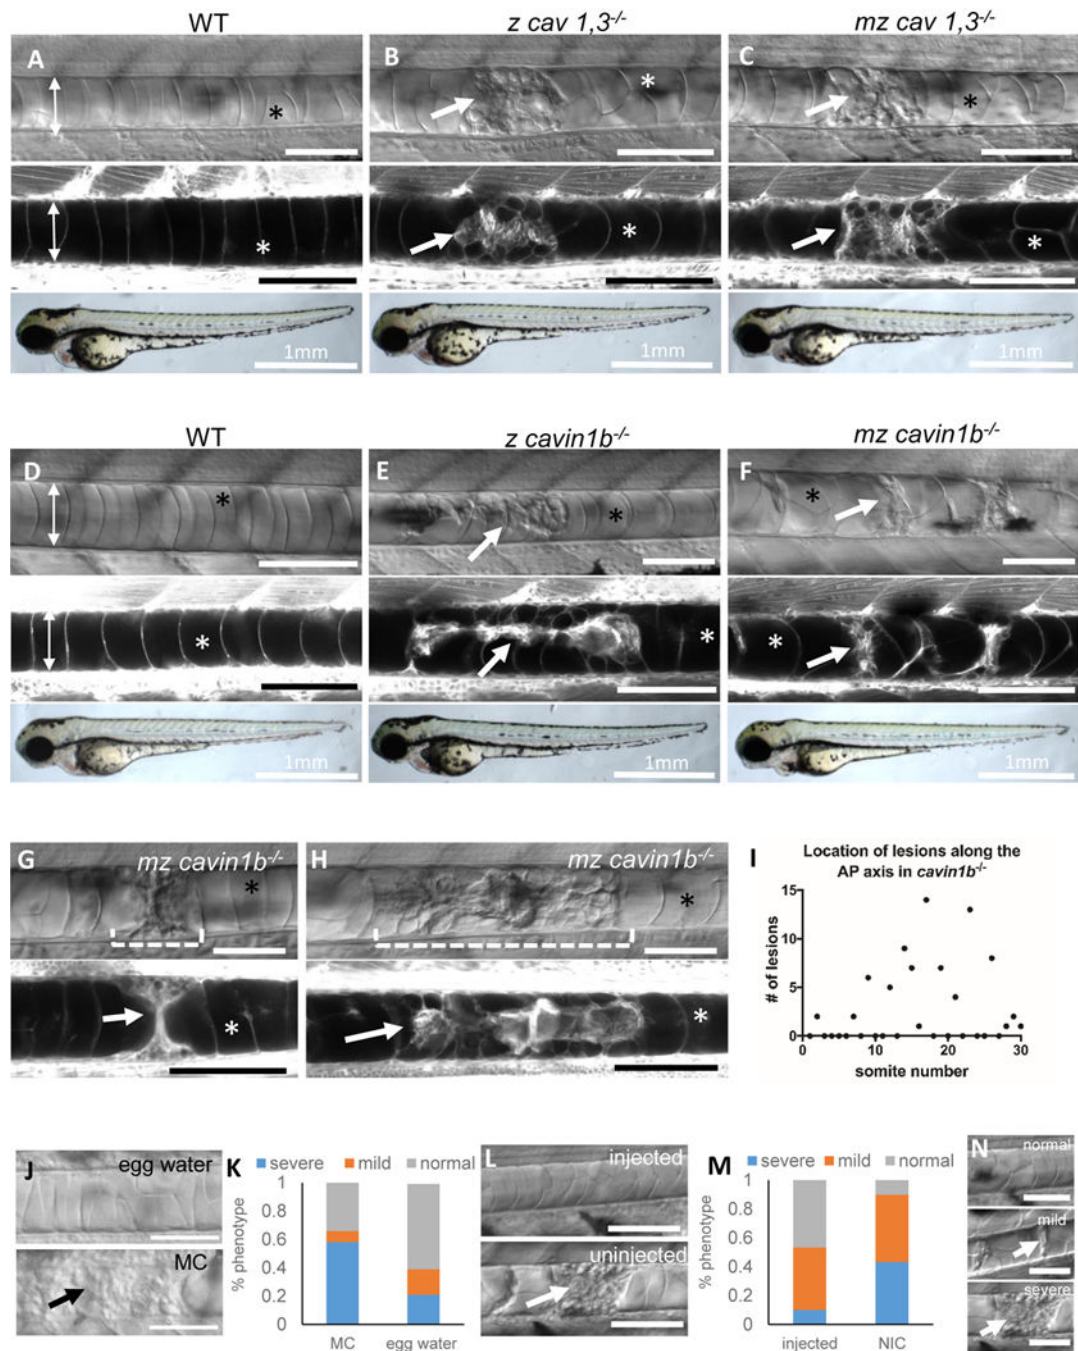 WT
z cav 1,3-/-
mz cav 1,3-/-
A
*
B
*
C
*
*
*
*
1mm
1mm
1mm
WT
z cavin1b-/-
mz cavin1b-/-
D
*
E
*
F
*
*
*
*
1mm
1mm
1mm
G
mz cavin1b-/-
*
H
mz cavin1b-/-
*
*
*
I
Location of lesions along the
AP axis in cavin1b-/-
# of lesions
15
10
5
0
0
10
20
30
somite number
J
egg water
MC
K
severe
mild
normal
% phenotype
1
0.8
0.6
0.4
0.2
0
MC
egg water
L
injected
uninjected
M
severe
mild
normal
% phenotype
1
0.8
0.6
0.4
0.2
0
injected
NIC
N
normal
mild
severe